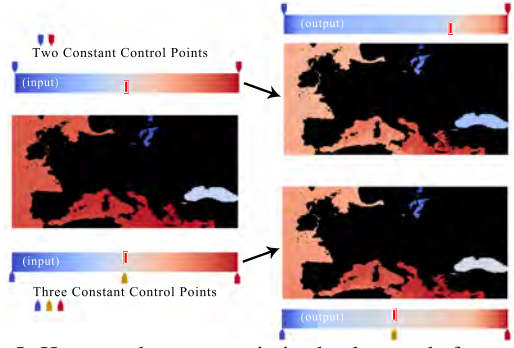 (output)
Two Constant Control Points
(input)
(input)
Three Constant Control Points
(output)